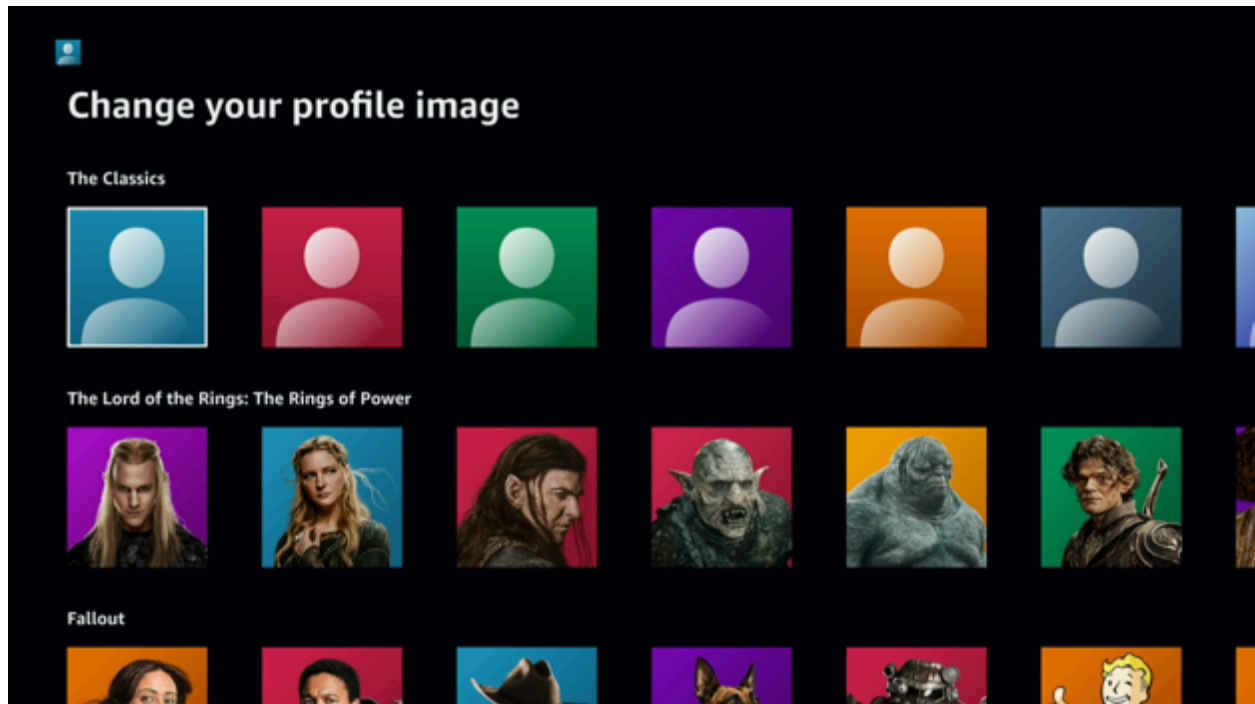 Change your profile image
The Classics
The Lord of the Rings: The Rings of Power
Fallout